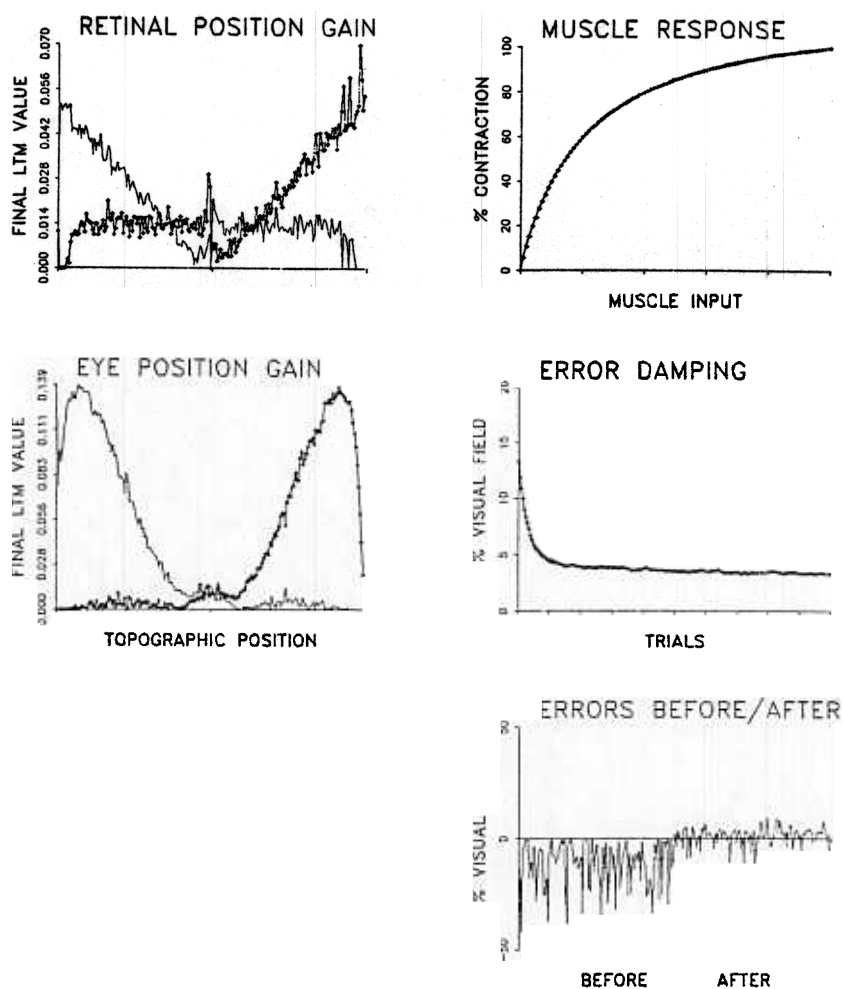 RETINAL POSITION GAIN
FINAL LTM VALUE
0.070
0.056
0.042
0.028
0.014
0.000
MUSCLE RESPONSE
% CONTRACTION
100
80
60
40
20
0
MUSCLE INPUT
EYE POSITION GAIN
FINAL LTM VALUE
0.139
0.111
0.083
0.056
0.028
0.000
TOPOGRAPHIC POSITION
ERROR DAMPING
% VISUAL FIELD
20
15
10
5
0
TRIALS
ERRORS BEFORE/AFTER
% VISUAL
50
0
-50
BEFORE AFTER